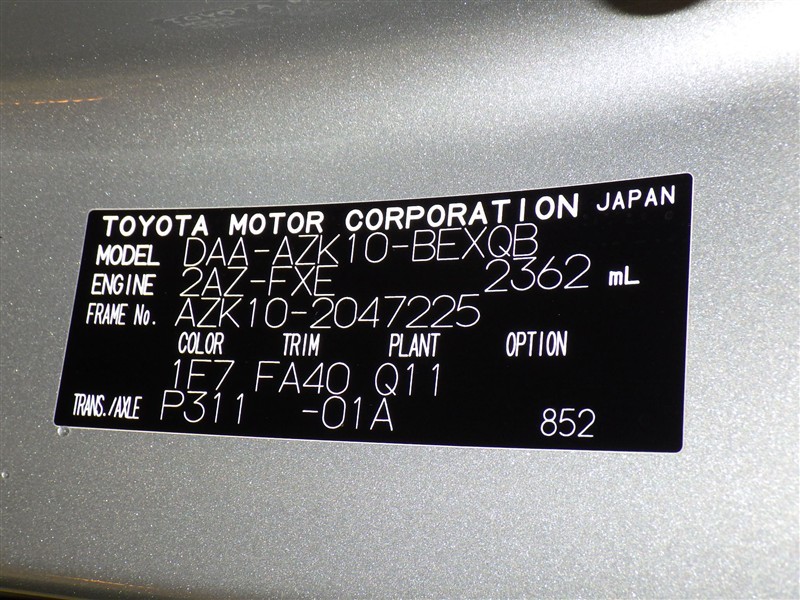 TOYOTA MOTOR CORPORATION JAPAN
MODEL DAA-AZK10-BEXQB
ENGINE 2AZ-FXE 2362 mL
FRAME No. AZK10-2047225
COLOR TRIM PLANT OPTION
1F7 FA40 Q11
TRANS./AXLE P311 -01A 852